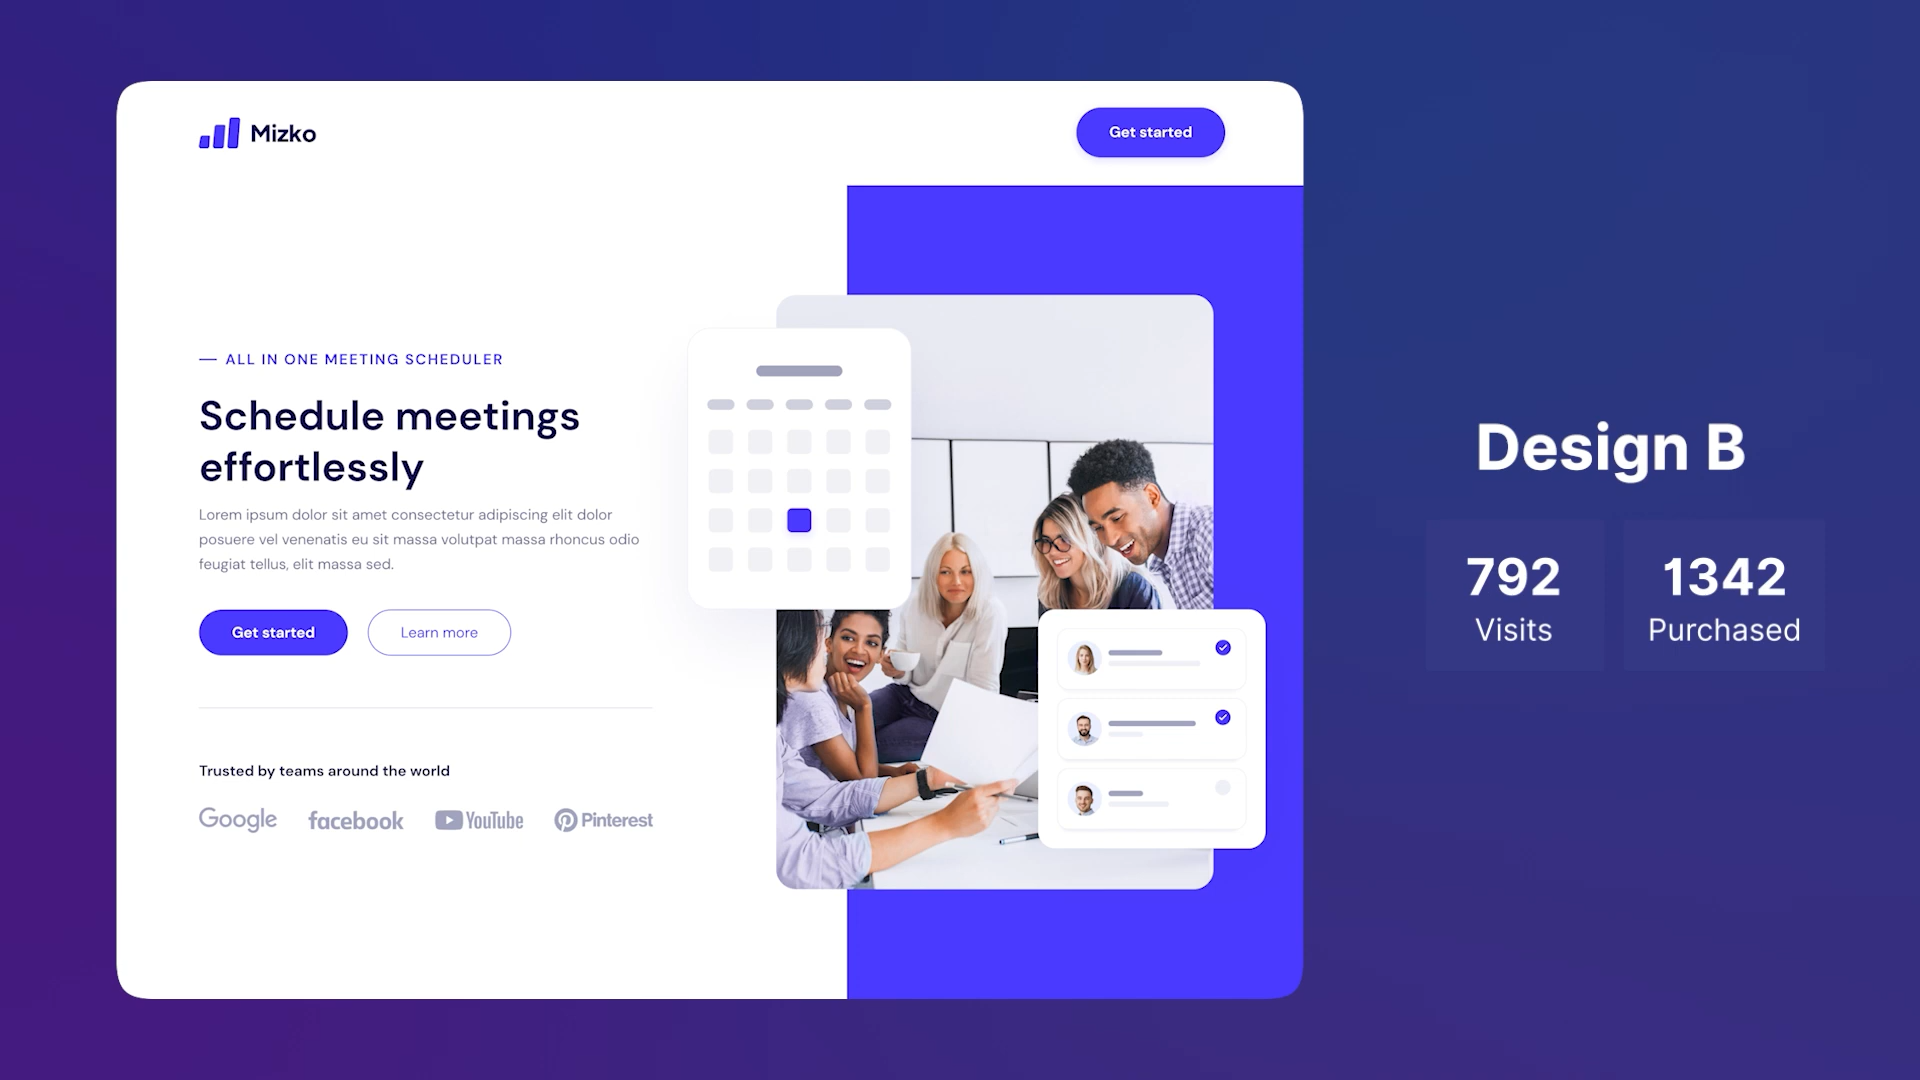 Mizko
Get started
— ALL IN ONE MEETING SCHEDULER
Schedule meetings
effortlessly
Lorem ipsum dolor sit amet consectetur adipiscing elit dolor
posuere vel venenatis eu sit massa volutpat massa rhoncus odio
feugiat tellus, elit massa sed.
Get started
Learn more
Trusted by teams around the world
Google
facebook
YouTube
Pinterest
Design B
792
Visits
1342
Purchased